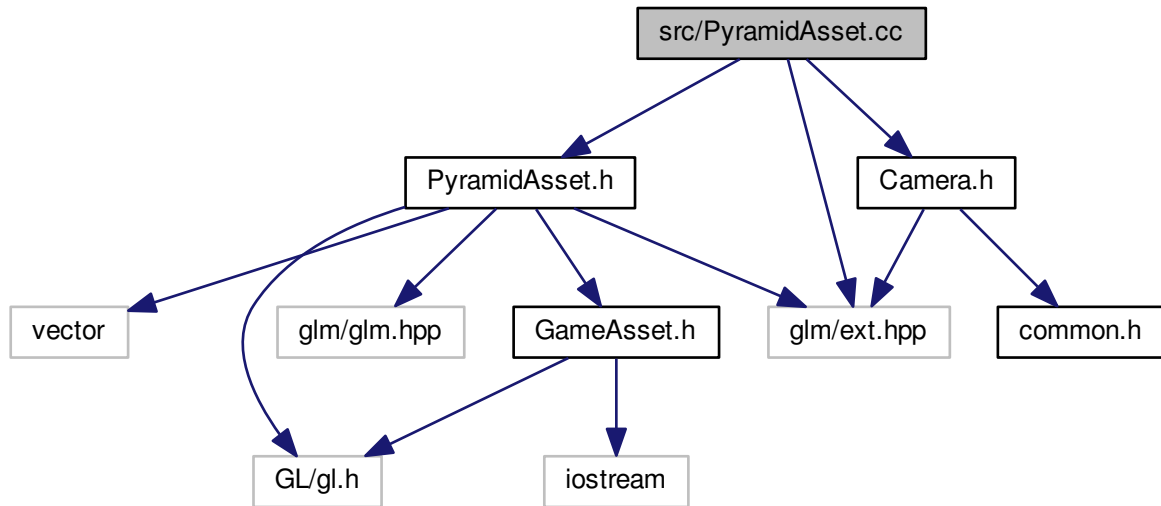 src/PyramidAsset.cc
PyramidAsset.h
Camera.h
vector
glm/glm.hpp
GameAsset.h
glm/ext.hpp
common.h
GL/gl.h
iostream